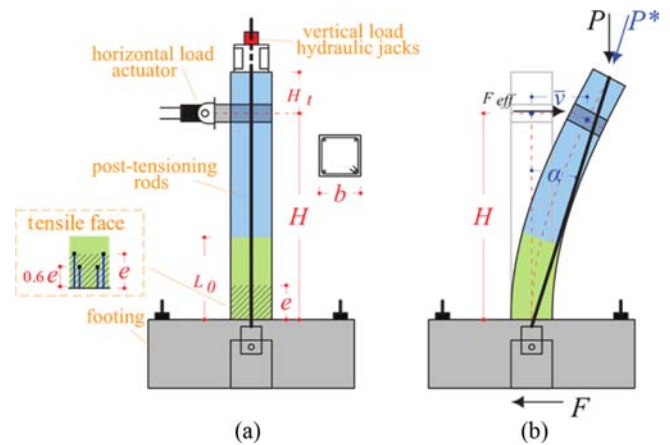 vertical load
hydraulic jacks
horizontal load
actuator
H t
post-tensioning
rods
b
H
tensile face
0.6 e
e
L 0
e
footing
F
(a)
P
P*
F eff
v̅
α
H
F
(b)